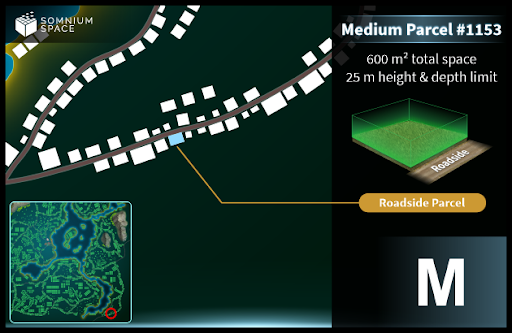 SOMNIUM
SPACE
Medium Parcel #1153
600 m² total space
25 m height & depth limit
Roadside
Roadside Parcel
M